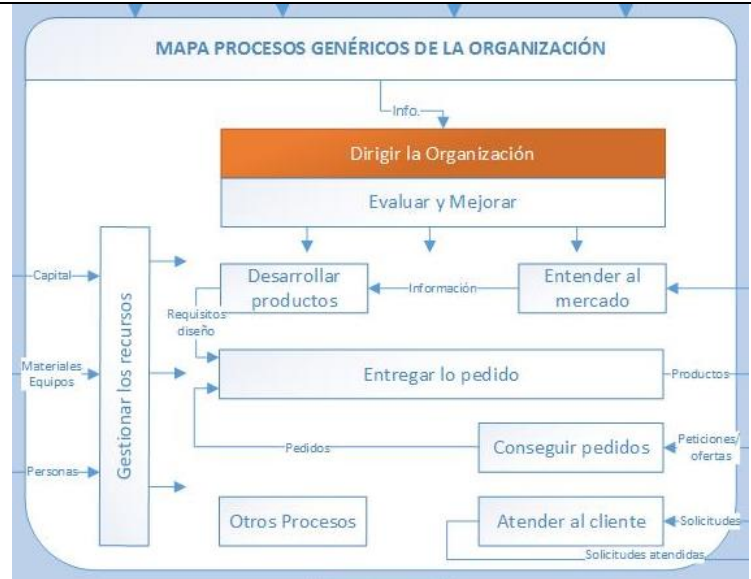 MAPA PROCESOS GENÉRICOS DE LA ORGANIZACIÓN
Info.
Dirigir la Organización
Evaluar y Mejorar
Capital
Desarrollar
productos
Información
Entender al
mercado
Requisitos
diseño
Gestionar los recursos
Materiales
Equipos
Entregar lo pedido
Productos
Pedidos
Conseguir pedidos
Peticiones/
ofertas
Personas
Otros Procesos
Atender al cliente
Solicitudes
Solicitudes atendidas